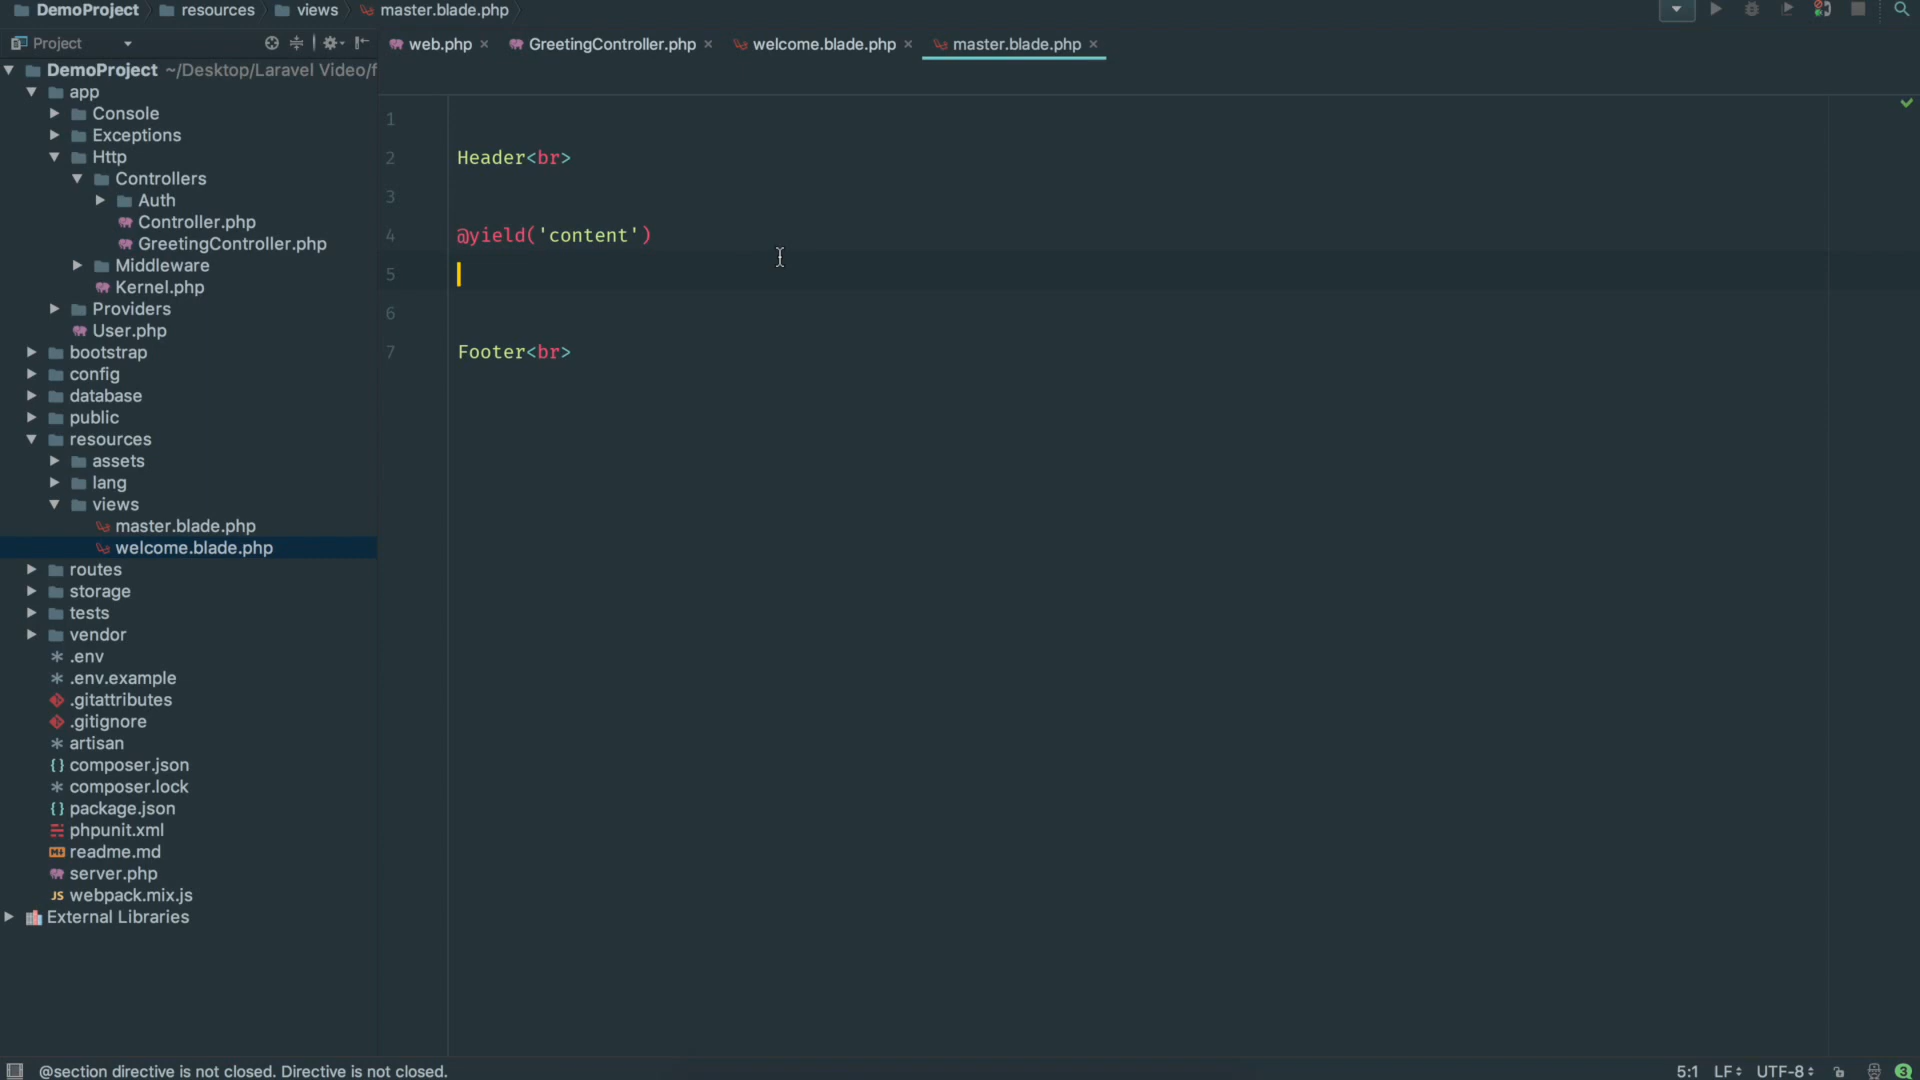 DemoProject resources views master.blade.php
Project
web.php GreetingController.php welcome.blade.php master.blade.php
DemoProject ~/Desktop/Laravel Video/f
app
Console
Exceptions
Http
Controllers
Auth
Controller.php
GreetingController.php
Middleware
Kernel.php
Providers
User.php
bootstrap
config
database
public
resources
assets
lang
views
master.blade.php
welcome.blade.php
routes
storage
tests
vendor
.env
.env.example
.gitattributes
.gitignore
artisan
composer.json
composer.lock
package.json
phpunit.xml
readme.md
server.php
JS webpack.mix.js
External Libraries
1
2 Header<br>
3
4 @yield('content')
5
6
7 Footer<br>
@section directive is not closed. Directive is not closed.
5:1 LF UTF-8 3